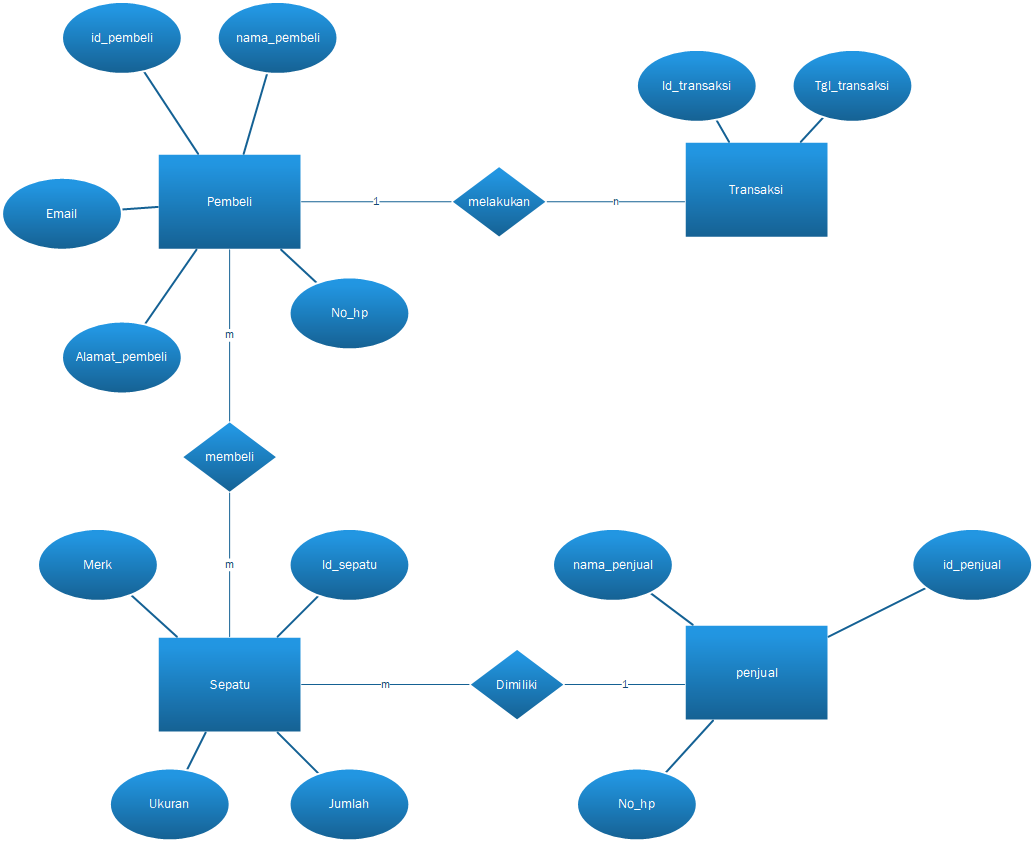 id_pembeli
nama_pembeli
Id_transaksi
Tgl_transaksi
Email
Pembeli
1
melakukan
n
Transaksi
No_hp
m
Alamat_pembeli
membeli
Merk
m
Id_sepatu
nama_penjual
id_penjual
Sepatu
m
Dimiliki
1
penjual
Ukuran
Jumlah
No_hp